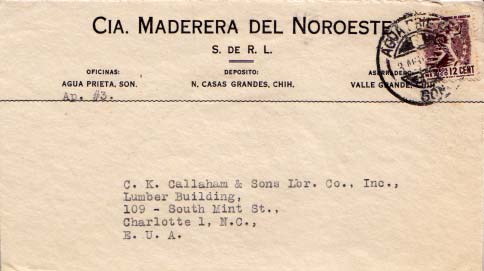 CIA. MADERERA DEL NOROESTE
S. DE R. L.
OFICINAS: DEPOSITO: ASERRADERO:
AGUA PRIETA, SON. N. CASAS GRANDES, CHIH. VALLE GRANDE,
Ap. #3.
AGUA PRIETA
SON
12 CENT
C. K. Callaham & Sons Lbr. Co., Inc.,
Lumber Building,
109 - South Mint St.,
Charlotte 1, N.C.,
E. U. A.